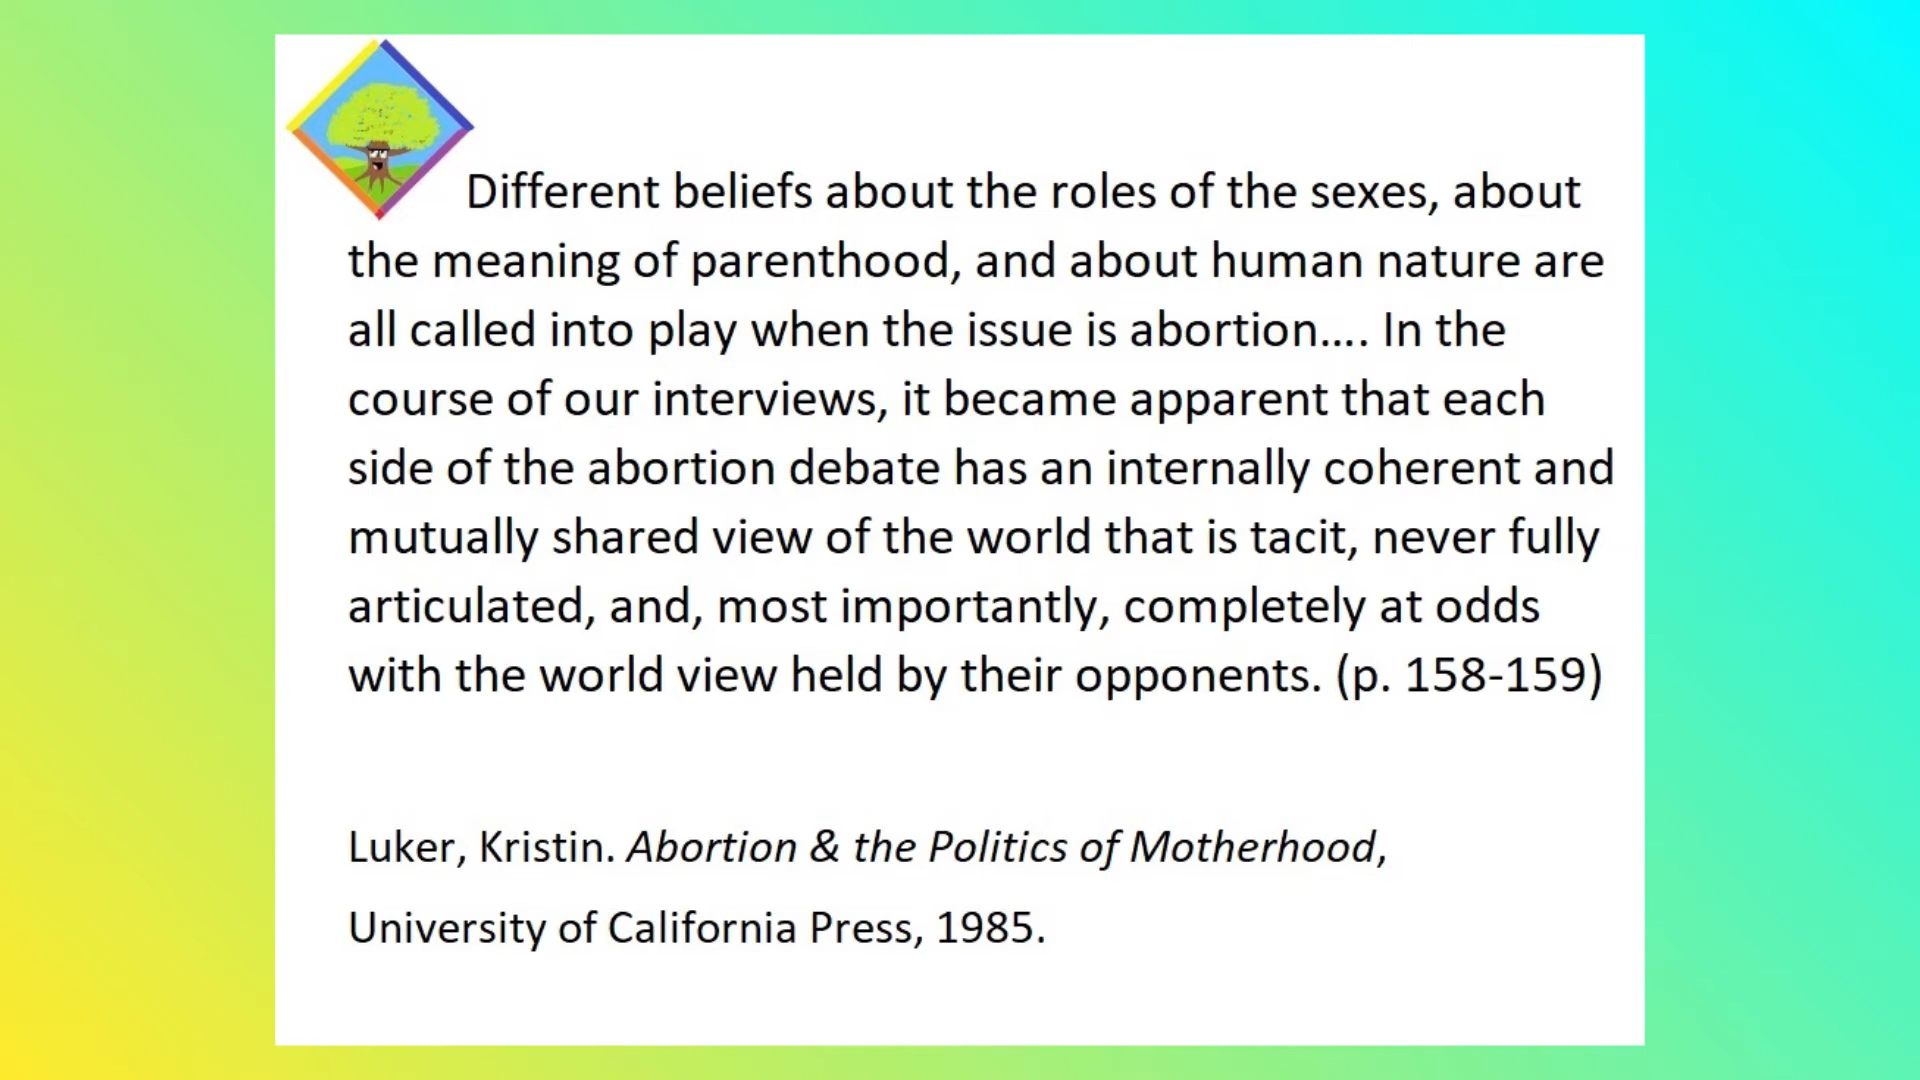 Different beliefs about the roles of the sexes, about
the meaning of parenthood, and about human nature are
all called into play when the issue is abortion.... In the
course of our interviews, it became apparent that each
side of the abortion debate has an internally coherent and
mutually shared view of the world that is tacit, never fully
articulated, and, most importantly, completely at odds
with the world view held by their opponents. (p. 158-159)
Luker, Kristin. Abortion & the Politics of Motherhood,
University of California Press, 1985.